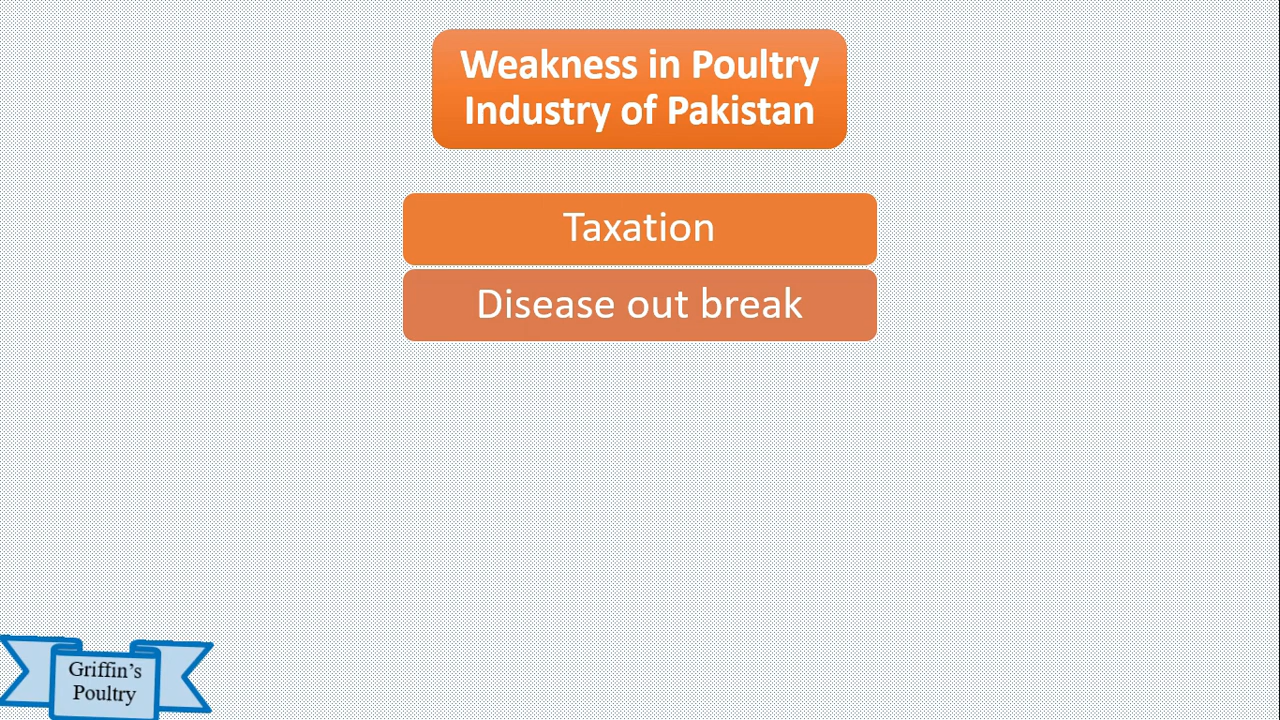 Weakness in Poultry
Industry of Pakistan
Taxation
Disease out break
Griffin’s
Poultry